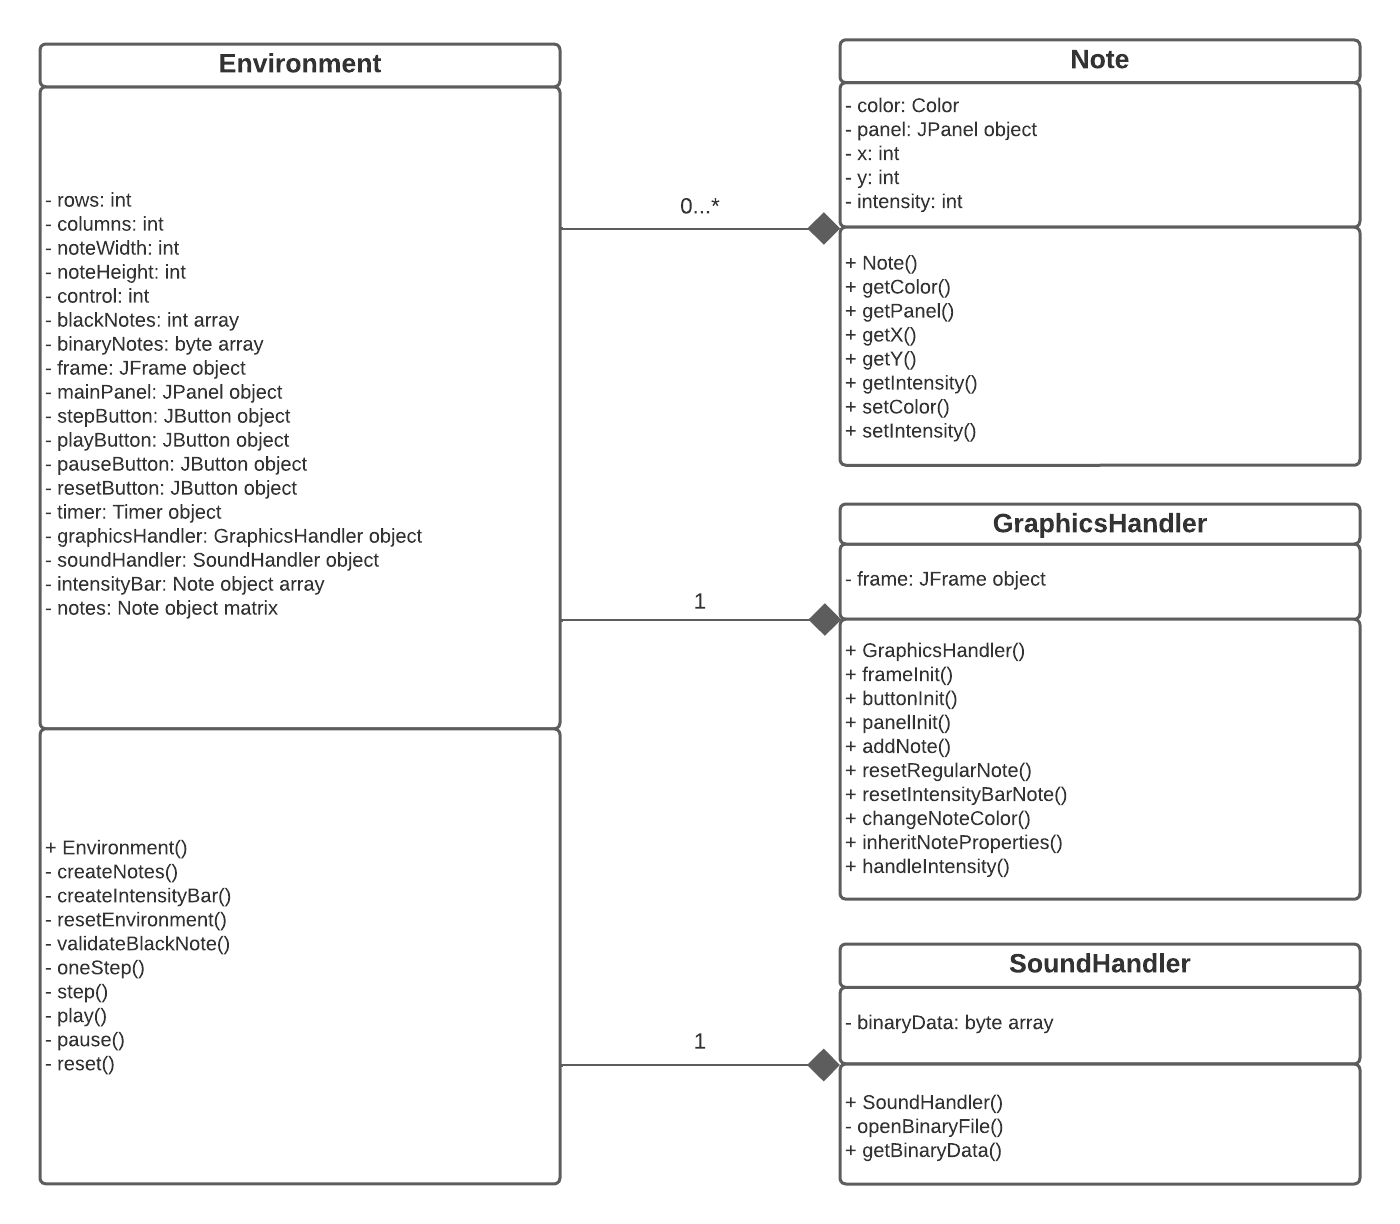 Environment
- rows: int
- columns: int
- noteWidth: int
- noteHeight: int
- control: int
- blackNotes: int array
- binaryNotes: byte array
- frame: JFrame object
- mainPanel: JPanel object
- stepButton: JButton object
- playButton: JButton object
- pauseButton: JButton object
- resetButton: JButton object
- timer: Timer object
- graphicsHandler: GraphicsHandler object
- soundHandler: SoundHandler object
- intensityBar: Note object array
- notes: Note object matrix
+ Environment()
- createNotes()
- createIntensityBar()
- resetEnvironment()
- validateBlackNote()
- oneStep()
- step()
- play()
- pause()
- reset()
0...*
1
1
Note
- color: Color
- panel: JPanel object
- x: int
- y: int
- intensity: int
+ Note()
+ getColor()
+ getPanel()
+ getX()
+ getY()
+ getIntensity()
+ setColor()
+ setIntensity()
GraphicsHandler
- frame: JFrame object
+ GraphicsHandler()
+ frameInit()
+ buttonInit()
+ panelInit()
+ addNote()
+ resetRegularNote()
+ resetIntensityBarNote()
+ changeNoteColor()
+ inheritNoteProperties()
+ handleIntensity()
SoundHandler
- binaryData: byte array
+ SoundHandler()
- openBinaryFile()
+ getBinaryData()